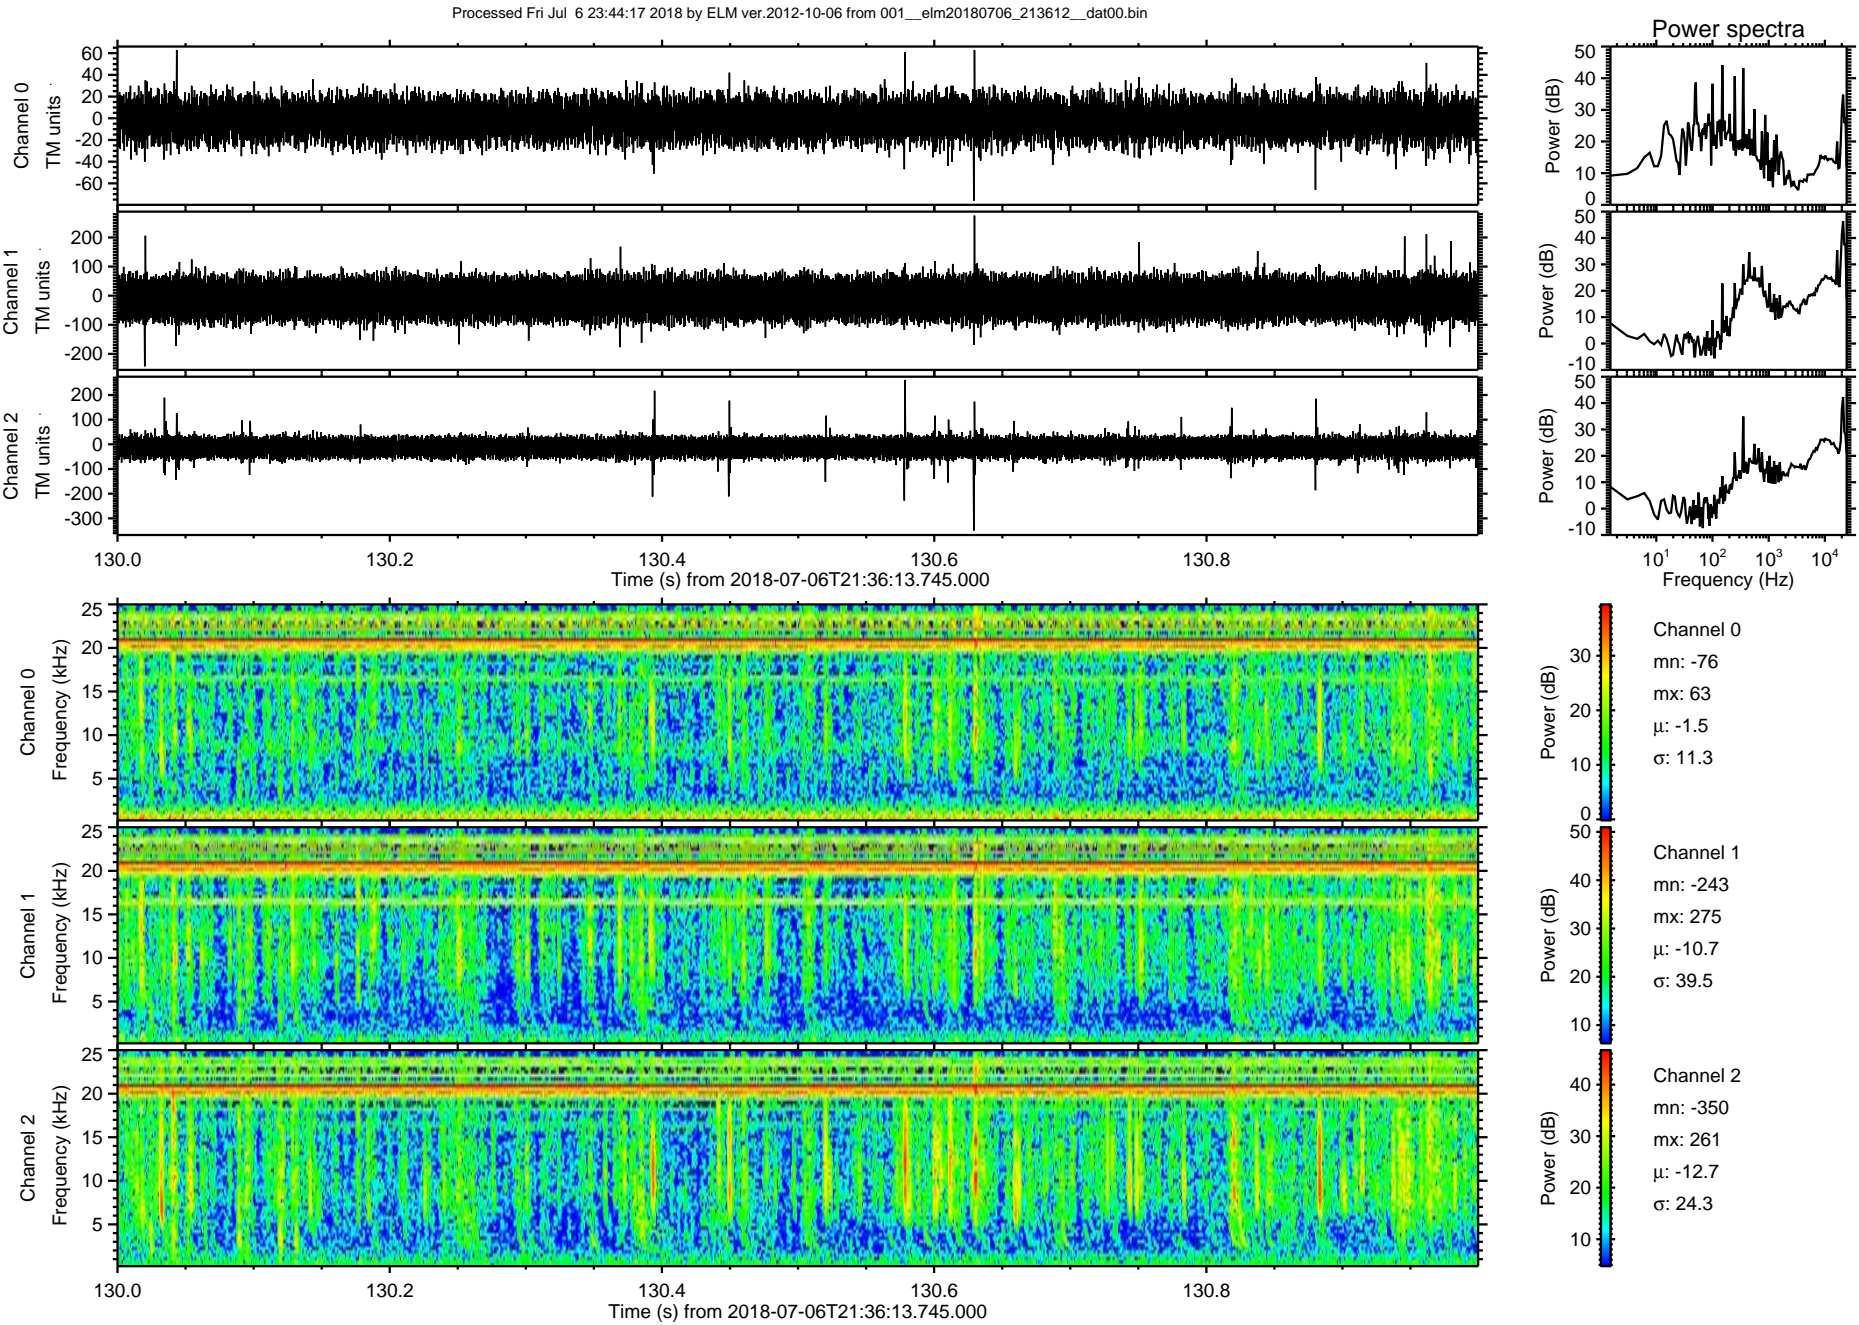 Processed Fri Jul  6 23:44:17 2018 by ELM ver.2012-10-06 from 001__elm20180706_213612__dat00.bin
Power spectra
Channel 0
TM units
60
40
20
0
-20
-40
-60
Power (dB)
50
40
30
20
10
0
Channel 1
TM units
200
100
0
-100
-200
Power (dB)
50
40
30
20
10
0
-10
Channel 2
TM units
200
100
0
-100
-200
-300
Power (dB)
50
40
30
20
10
0
-10
130.0 130.2 130.4 130.6 130.8
Time (s) from 2018-07-06T21:36:13.745.000
10¹ 10² 10³ 10⁴
Frequency (Hz)
Channel 0
Frequency (kHz)
25
20
15
10
5
Power (dB)
30
20
10
0
Channel 0
mn: -76
mx: 63
μ: -1.5
σ: 11.3
Channel 1
Frequency (kHz)
25
20
15
10
5
Power (dB)
50
40
30
20
10
Channel 1
mn: -243
mx: 275
μ: -10.7
σ: 39.5
Channel 2
Frequency (kHz)
25
20
15
10
5
Power (dB)
40
30
20
10
Channel 2
mn: -350
mx: 261
μ: -12.7
σ: 24.3
130.0 130.2 130.4 130.6 130.8
Time (s) from 2018-07-06T21:36:13.745.000